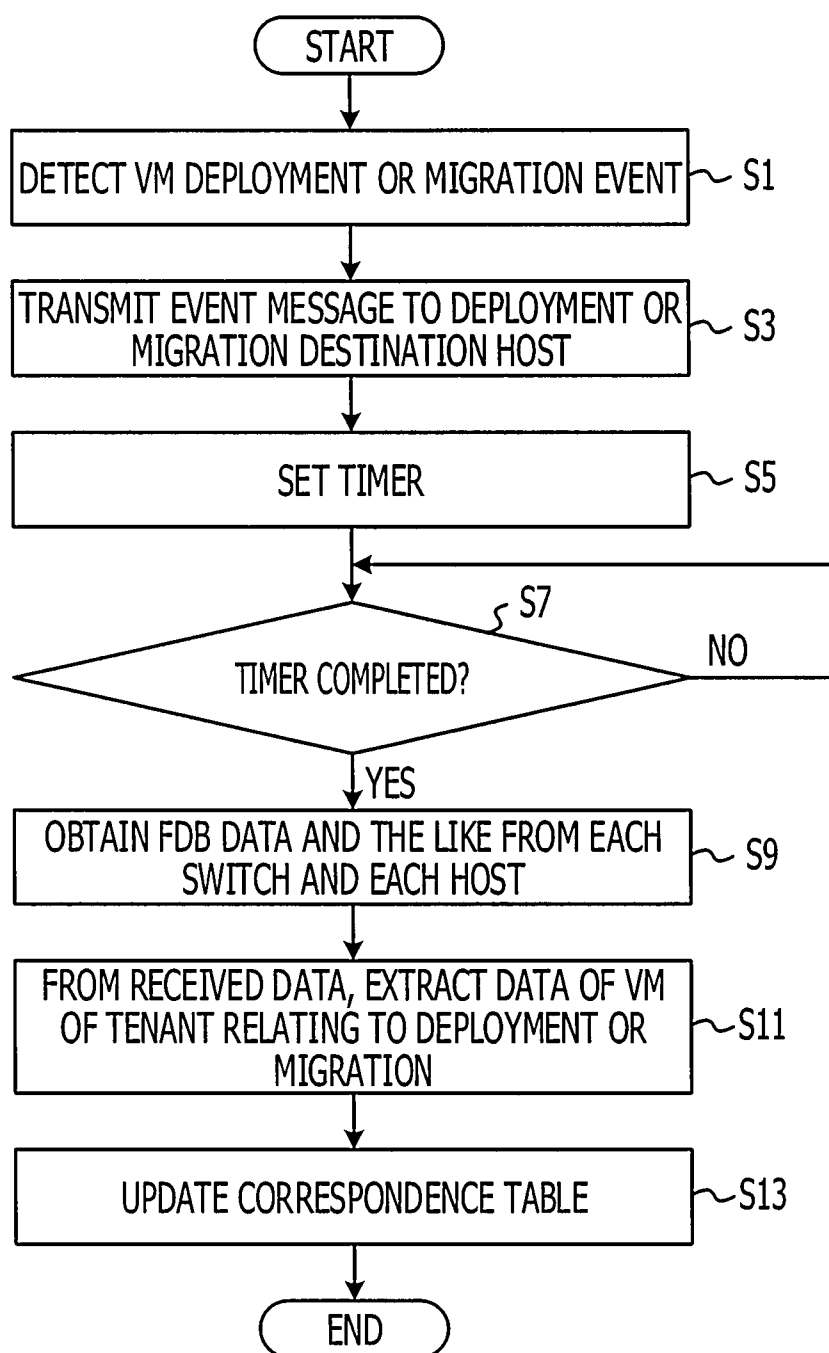 START
DETECT VM DEPLOYMENT OR MIGRATION EVENT
S1
TRANSMIT EVENT MESSAGE TO DEPLOYMENT OR
MIGRATION DESTINATION HOST
S3
SET TIMER
S5
S7
TIMER COMPLETED?
NO
YES
OBTAIN FDB DATA AND THE LIKE FROM EACH
SWITCH AND EACH HOST
S9
FROM RECEIVED DATA, EXTRACT DATA OF VM
OF TENANT RELATING TO DEPLOYMENT OR
MIGRATION
S11
UPDATE CORRESPONDENCE TABLE
S13
END